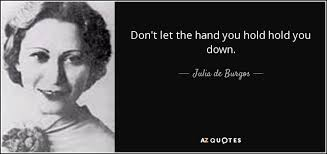 Don't let the hand you hold hold you
down.
— Julia de Burgos —
AZ QUOTES